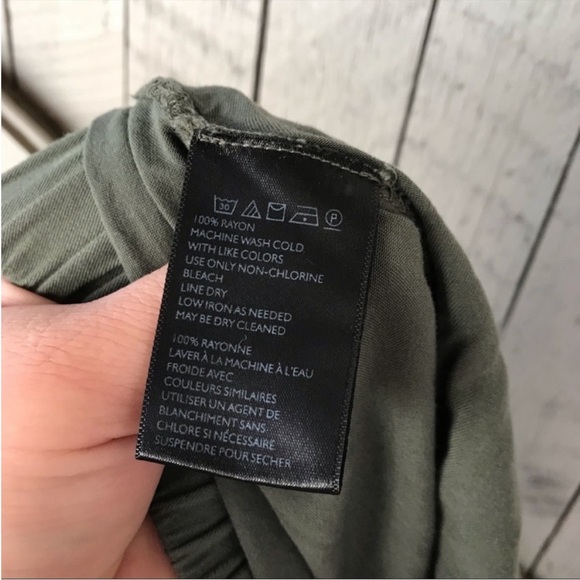 30 P
100% RAYON
MACHINE WASH COLD
WITH LIKE COLORS
USE ONLY NON-CHLORINE
BLEACH
LINE DRY
LOW IRON AS NEEDED
MAY BE DRY CLEANED
100% RAYONNE
LAVER À LA MACHINE À L'EAU
FROIDE AVEC
COULEURS SIMILAIRES
UTILISER UN AGENT DE
BLANCHIMENT SANS
CHLORE SI NÉCESSAIRE
SUSPENDRE POUR SÉCHER